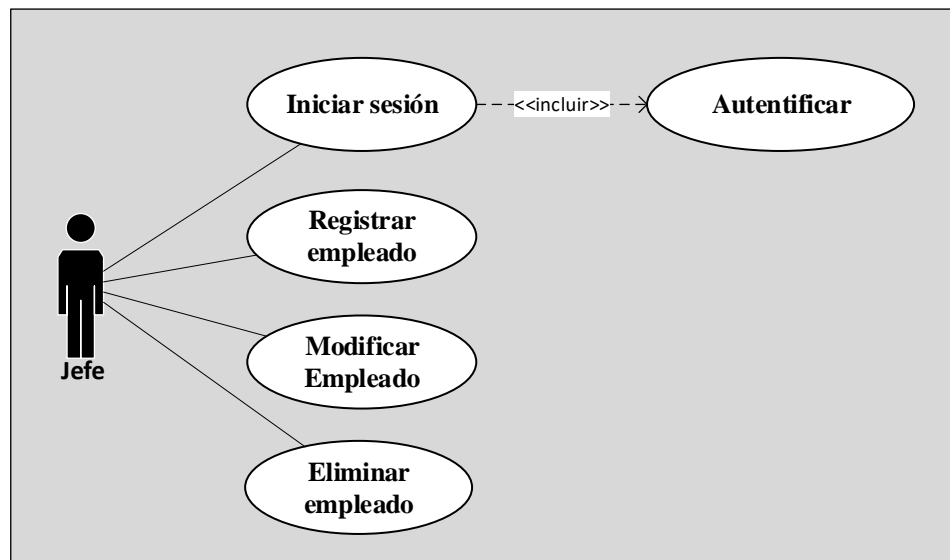 Iniciar sesión
<<incluir>>
Autentificar
Registrar
empleado
Modificar
Empleado
Jefe
Eliminar
empleado